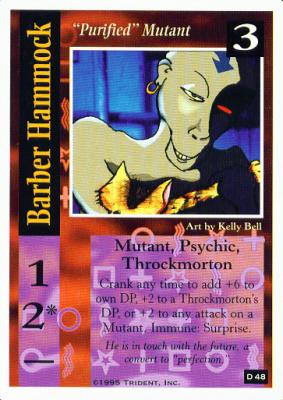 "Purified" Mutant
3
Barber Hammock
Art by Kelly Bell
1
2*
–
Mutant, Psychic,
Throckmorton
Crank any time to add +6 to
own DP, +2 to a Throckmorton's
DP, or +2 to any attack on a
Mutant, Immune: Surprise.
He is in touch with the future, a
convert to "perfection."
©1995 TRIDENT, INC.
D 48